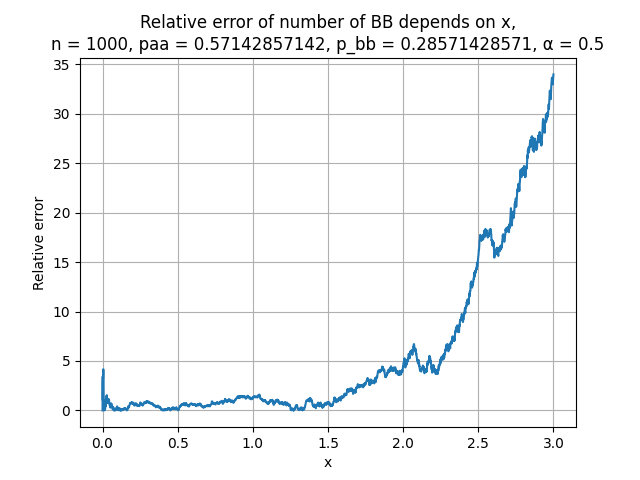 Relative error of number of BB depends on x,
n = 1000, paa = 0.57142857142, p_bb = 0.28571428571, α = 0.5
35
30
25
20
15
10
5
0
Relative error
0.0 0.5 1.0 1.5 2.0 2.5 3.0
x